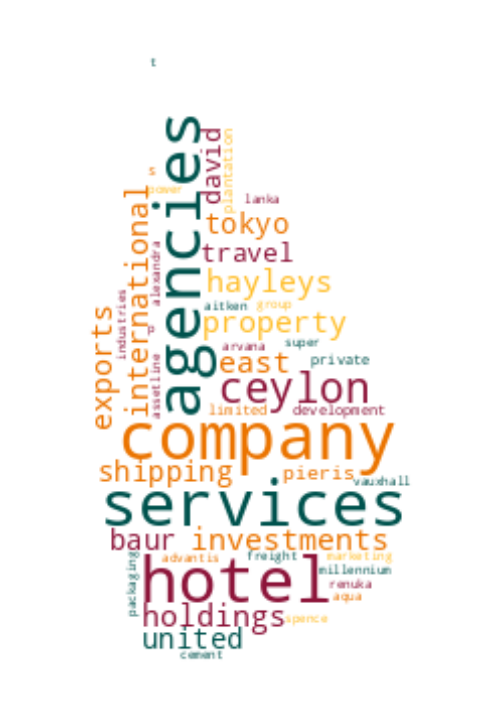 t
agencies
david
plantation
s
power
international
lanka
tokyo
alexandra
travel
hayleys
industries
aitken group
exports
property
p
super
arvana
east
private
assetline
ceylon
limited
development
company
shipping
pieris
vauxhall
services
baur
investments
packaging
advantis
freight
marketing
hotel
millennium
renuka
aqua
holdings
spence
united
cement